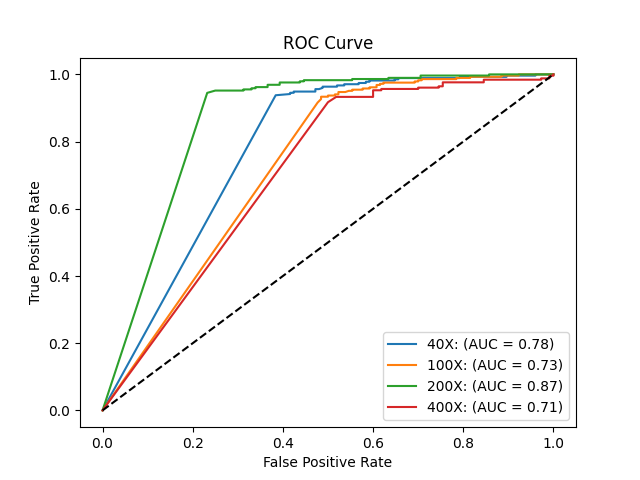 ROC Curve
True Positive Rate
1.0
0.8
0.6
0.4
0.2
0.0
40X: (AUC = 0.78)
100X: (AUC = 0.73)
200X: (AUC = 0.87)
400X: (AUC = 0.71)
0.0 0.2 0.4 0.6 0.8 1.0
False Positive Rate